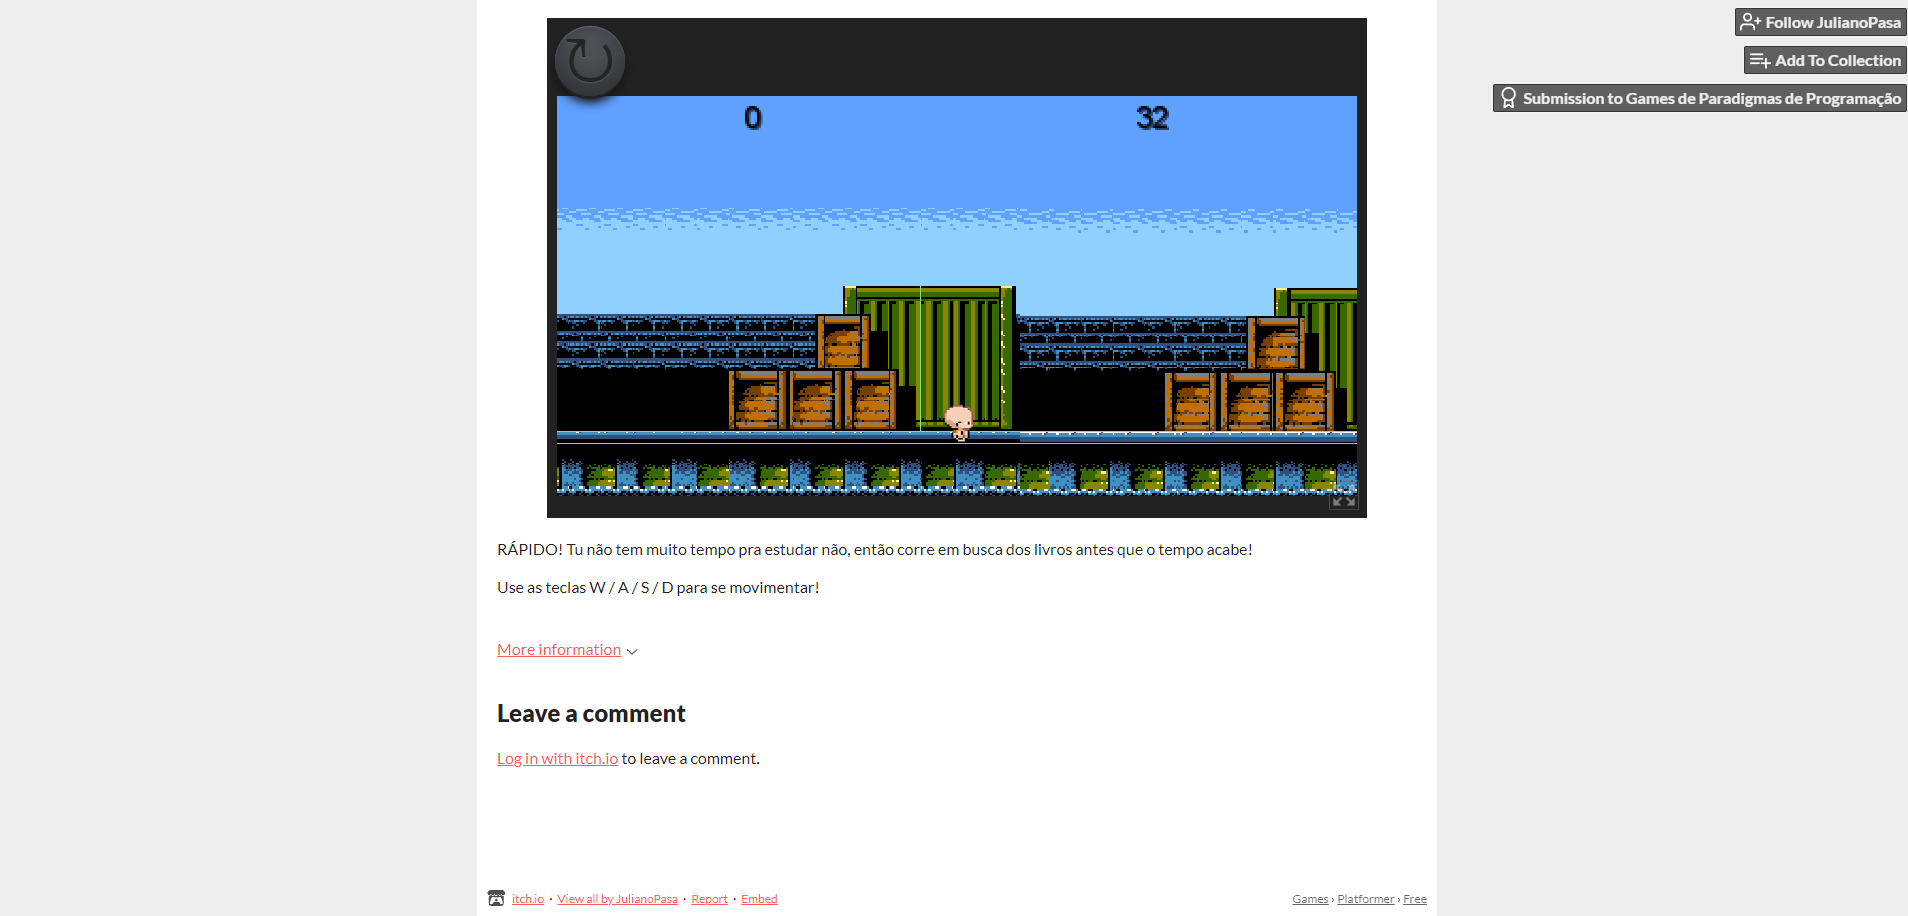 Follow JulianoPasa
Add To Collection
Submission to Games de Paradigmas de Programação
0 32
RÁPIDO! Tu não tem muito tempo pra estudar não, então corre em busca dos livros antes que o tempo acabe!
Use as teclas W / A / S / D para se movimentar!
More information
Leave a comment
Log in with itch.io to leave a comment.
itch.io · View all by JulianoPasa · Report · Embed
Games › Platformer › Free